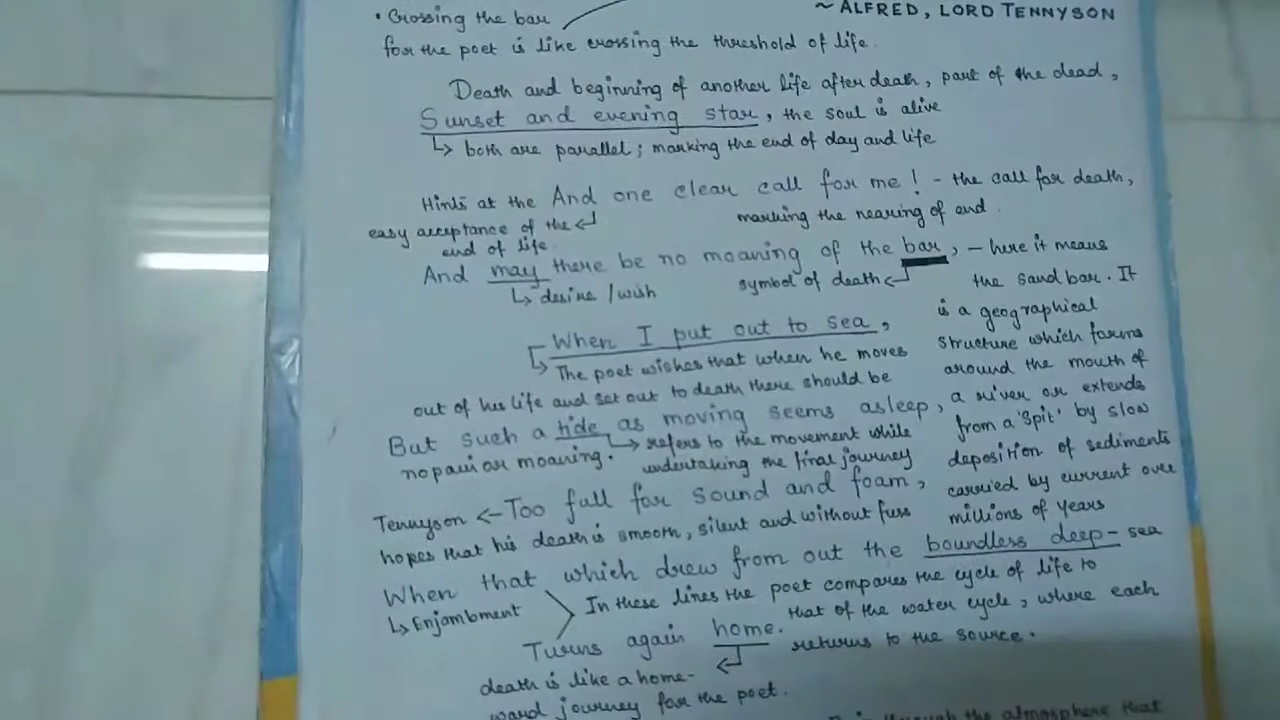 • Crossing the bar
~ ALFRED, LORD TENNYSON
for the poet is like crossing the threshold of life.
Death and beginning of another life after death, part of the dead,
Sunset and evening star, the soul is alive
↳ both are parallel; marking the end of day and life
Hints at the And one clear call for me! - the call for death,
easy acceptance of the ↲ marking the nearing of end.
end of life.
And may there be no moaning of the bar, - here it means
↳ desire / wish
symbol of death ↲
the sand bar. It
is a geographical
structure which forms
around the mouth of
a river or extends
from a 'spit' by slow
deposition of sediments
carried by current over
millions of years
When I put out to sea,
↳ The poet wishes that when he moves
out of his life and set out to death there should be
no pain or moaning.
But such a tide as moving seems asleep,
↳ refers to the movement while
undertaking the final journey
Tennyson ← Too full for sound and foam,
hopes that his death is smooth, silent and without fuss
When that which drew from out the boundless deep - sea
↳ Enjambment
In these lines the poet compares the cycle of life to
that of the water cycle, where each
returns to the source.
Turns again home.
death is like a home-
ward journey for the poet.
through the atmosphere that